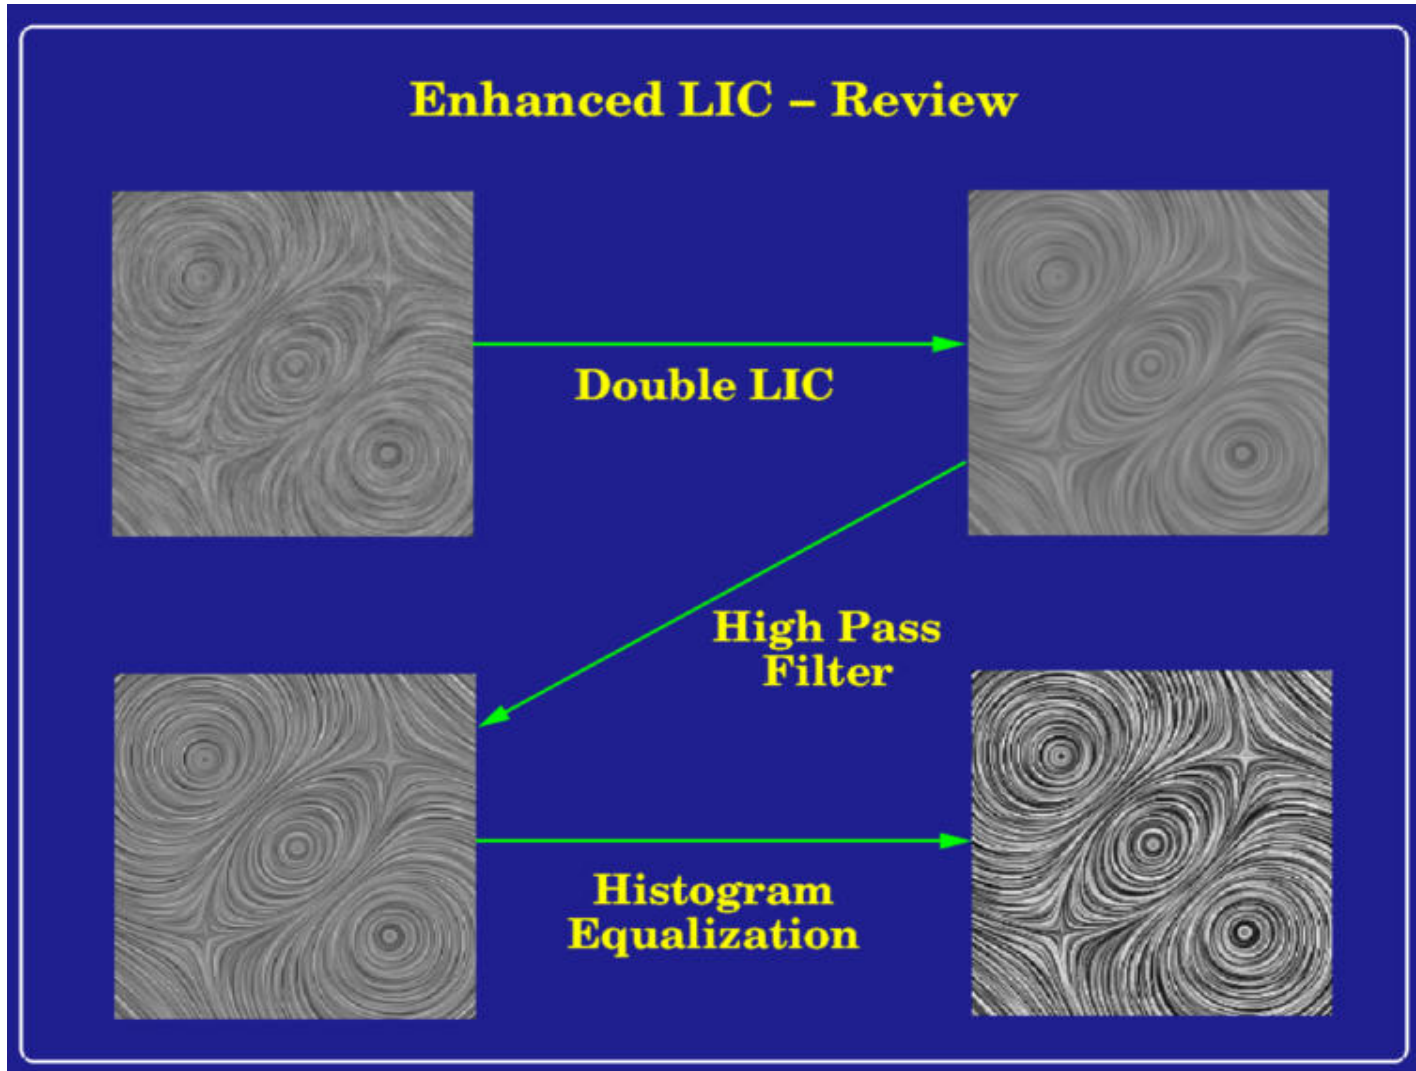 Enhanced LIC – Review
Double LIC
High Pass
Filter
Histogram
Equalization